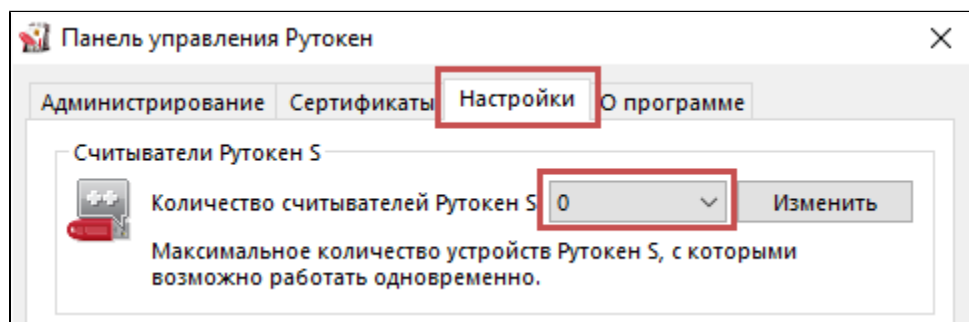 Панель управления Рутокен
Администрирование Сертификаты Настройки О программе
Считыватели Рутокен S
Количество считывателей Рутокен S 0 Изменить
Максимальное количество устройств Рутокен S, с которыми
возможно работать одновременно.